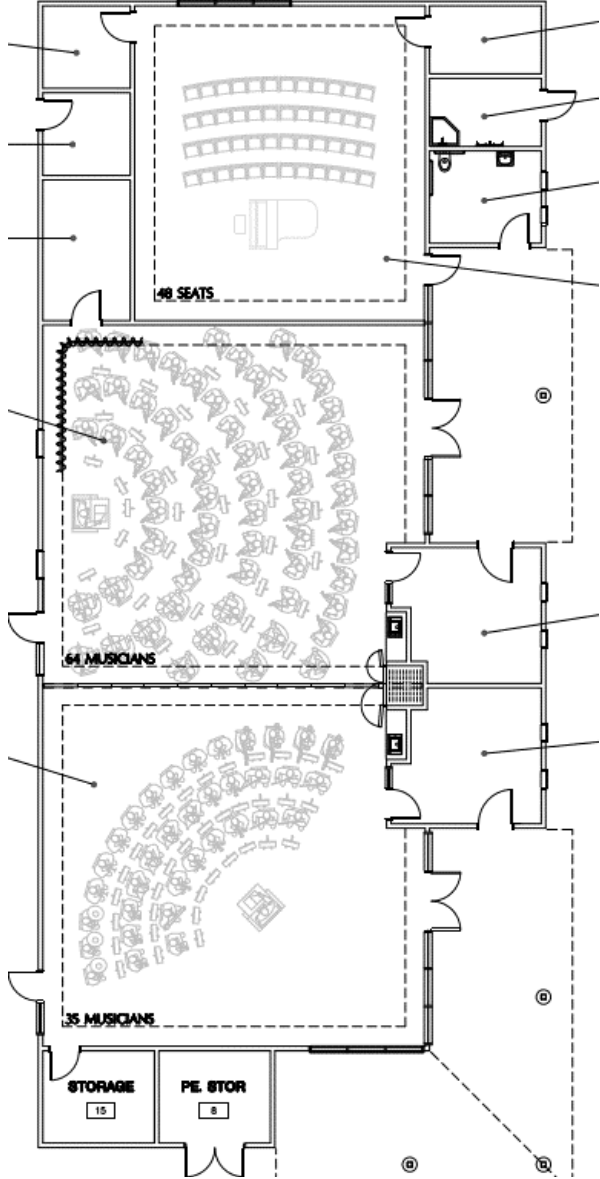 48 SEATS
64 MUSICIANS
35 MUSICIANS
STORAGE
15
PE. STOR
8